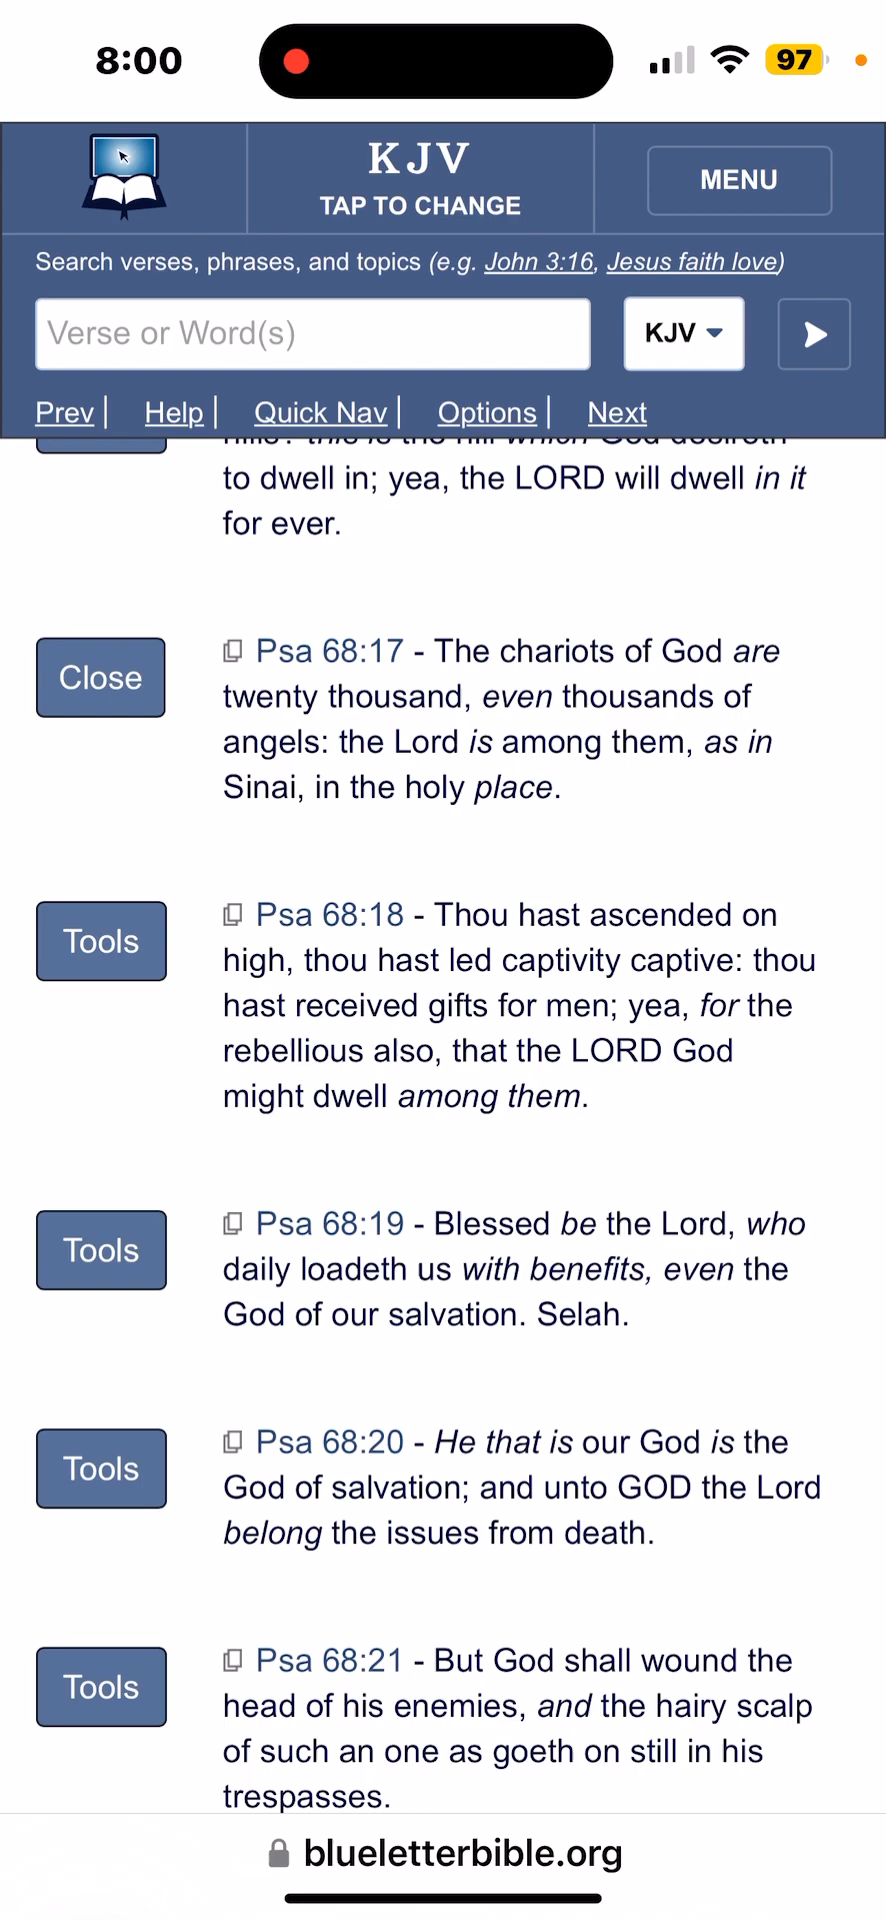 8:00
97
KJV
TAP TO CHANGE
MENU
Search verses, phrases, and topics (e.g. John 3:16, Jesus faith love)
Verse or Word(s)
KJV
Prev | Help | Quick Nav | Options | Next
to dwell in; yea, the LORD will dwell in it
for ever.
Close
Psa 68:17 - The chariots of God are
twenty thousand, even thousands of
angels: the Lord is among them, as in
Sinai, in the holy place.
Tools
Psa 68:18 - Thou hast ascended on
high, thou hast led captivity captive: thou
hast received gifts for men; yea, for the
rebellious also, that the LORD God
might dwell among them.
Tools
Psa 68:19 - Blessed be the Lord, who
daily loadeth us with benefits, even the
God of our salvation. Selah.
Tools
Psa 68:20 - He that is our God is the
God of salvation; and unto GOD the Lord
belong the issues from death.
Tools
Psa 68:21 - But God shall wound the
head of his enemies, and the hairy scalp
of such an one as goeth on still in his
trespasses.
blueletterbible.org